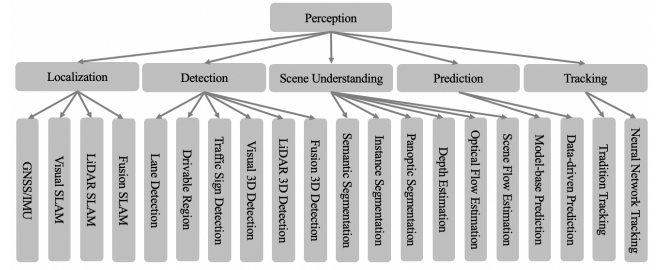 Perception
Localization
Detection
Scene Understanding
Prediction
Tracking
GNSS/IMU
Visual SLAM
LiDAR SLAM
Fusion SLAM
Lane Detection
Drivable Region
Traffic Sign Detection
Visual 3D Detection
LiDAR 3D Detection
Fusion 3D Detection
Semantic Segmentation
Instance Segmentation
Panoptic Segmentation
Depth Estimation
Optical Flow Estimation
Scene Flow Estimation
Model-base Prediction
Data-driven Prediction
Tradition Tracking
Neural Network Tracking